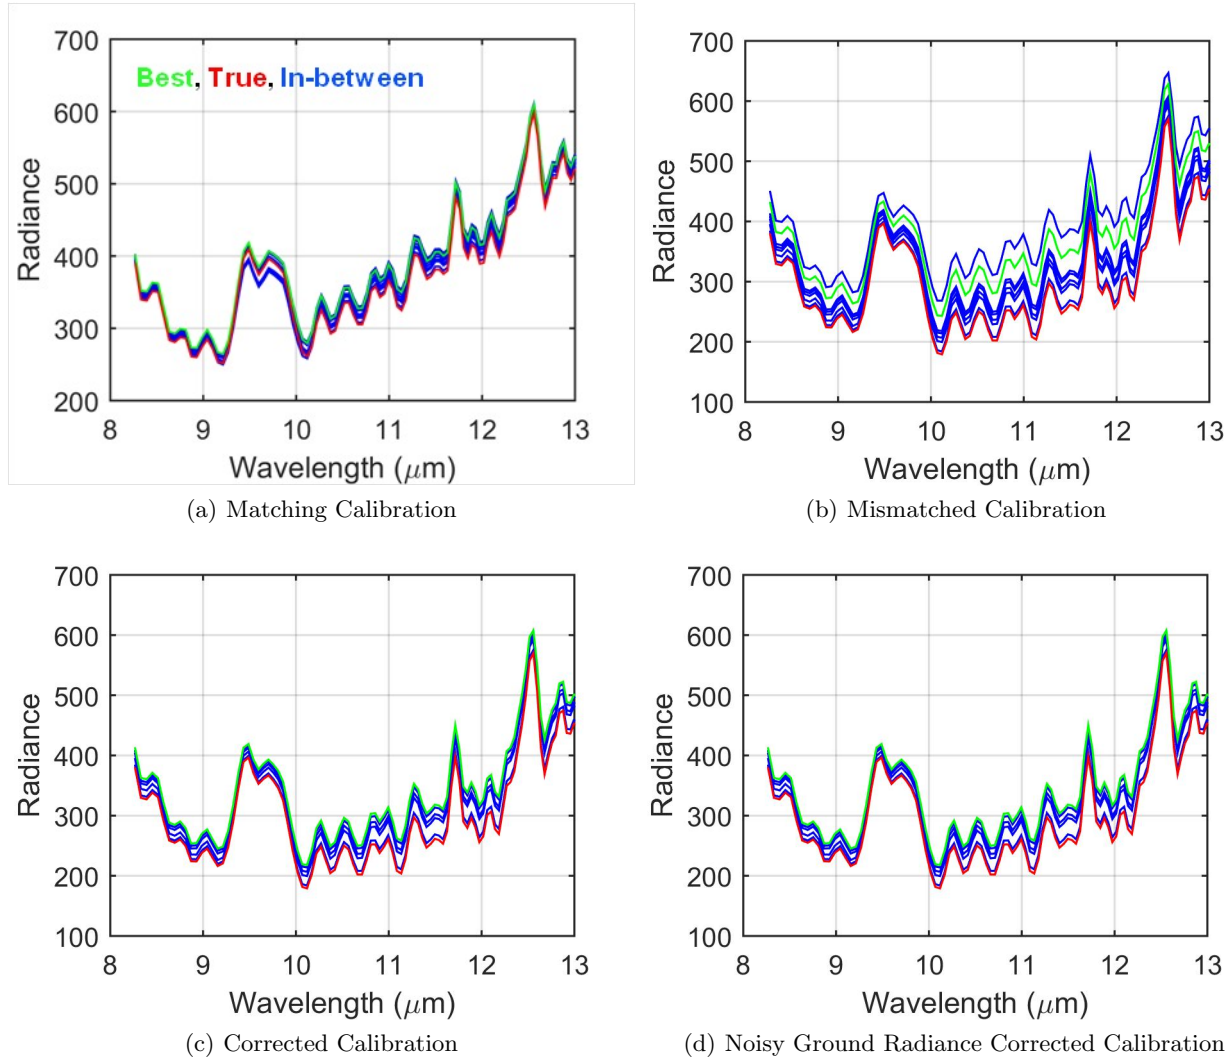 700
600
500
400
300
200
8 9 10 11 12 13
Radiance
Wavelength (μm)
Best, True, In-between
(a) Matching Calibration
700
600
500
400
300
200
100
8 9 10 11 12 13
Radiance
Wavelength (μm)
(b) Mismatched Calibration
700
600
500
400
300
200
100
8 9 10 11 12 13
Radiance
Wavelength (μm)
(c) Corrected Calibration
700
600
500
400
300
200
100
8 9 10 11 12 13
Radiance
Wavelength (μm)
(d) Noisy Ground Radiance Corrected Calibration